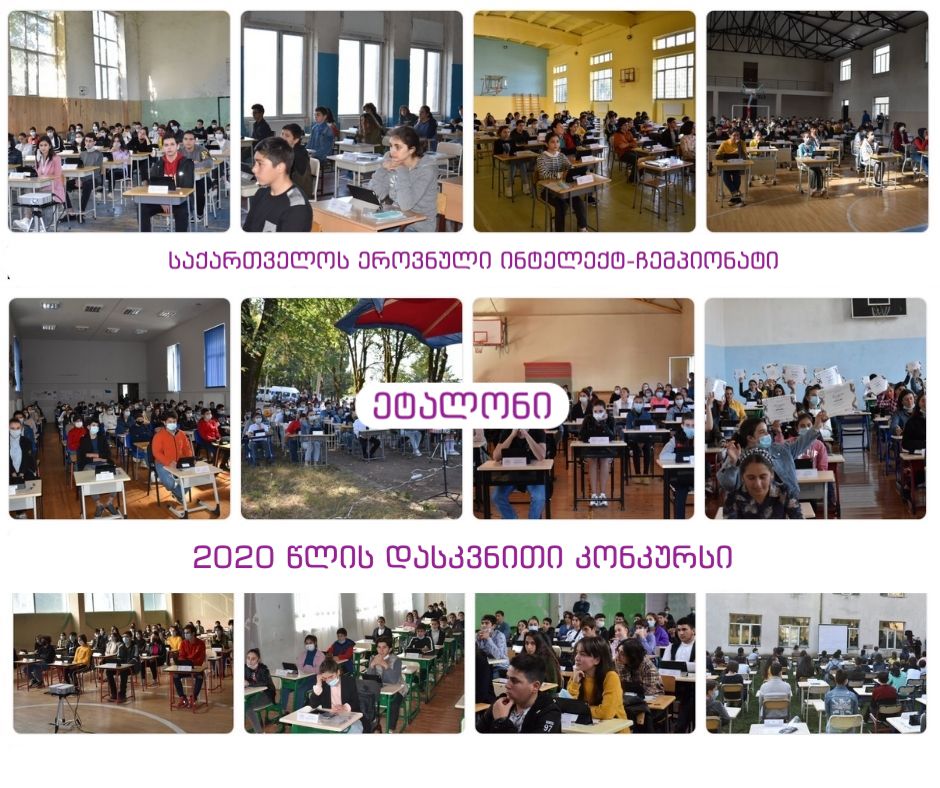 საქართველოს ეროვნული ინტელექტ-ჩემპიონატი
ეტალონი
2020 წლის დასკვნითი კონკურსი